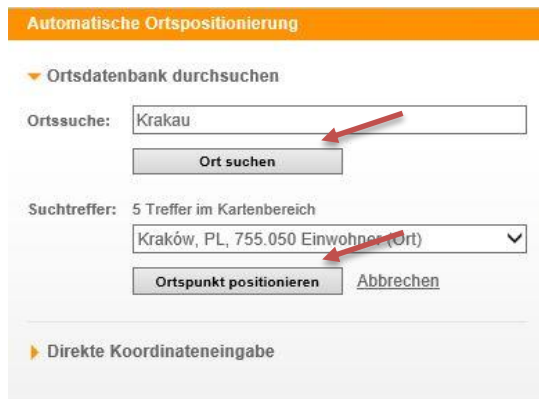 Automatische Ortspositionierung
Ortsdatenbank durchsuchen
Ortssuche: Krakau
Ort suchen
Suchtreffer: 5 Treffer im Kartenbereich
Kraków, PL, 755.050 Einwohner (Ort)
Ortspunkt positionieren Abbrechen
Direkte Koordinateneingabe